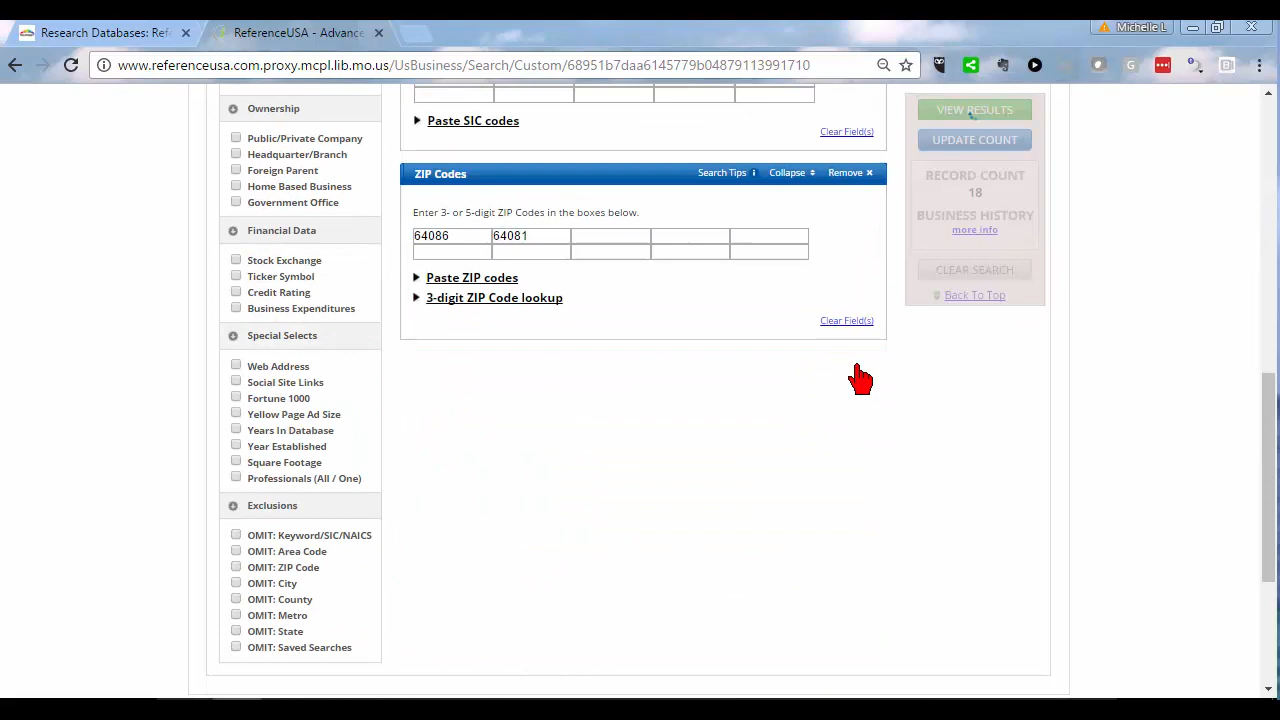 Research Databases: Ref
ReferenceUSA - Advance
Michelle L
www.referenceusa.com.proxy.mcpl.lib.mo.us/UsBusiness/Search/Custom/68951b7daa6145779b04879113991710
Ownership
Public/Private Company
Headquarter/Branch
Foreign Parent
Home Based Business
Government Office
Financial Data
Stock Exchange
Ticker Symbol
Credit Rating
Business Expenditures
Special Selects
Web Address
Social Site Links
Fortune 1000
Yellow Page Ad Size
Years In Database
Year Established
Square Footage
Professionals (All / One)
Exclusions
OMIT: Keyword/SIC/NAICS
OMIT: Area Code
OMIT: ZIP Code
OMIT: City
OMIT: County
OMIT: Metro
OMIT: State
OMIT: Saved Searches
Paste SIC codes
Clear Field(s)
ZIP Codes Search Tips i Collapse Remove
Enter 3- or 5-digit ZIP Codes in the boxes below.
64086 64081
Paste ZIP codes
3-digit ZIP Code lookup
Clear Field(s)
VIEW RESULTS
UPDATE COUNT
RECORD COUNT
18
BUSINESS HISTORY
more info
CLEAR SEARCH
Back To Top